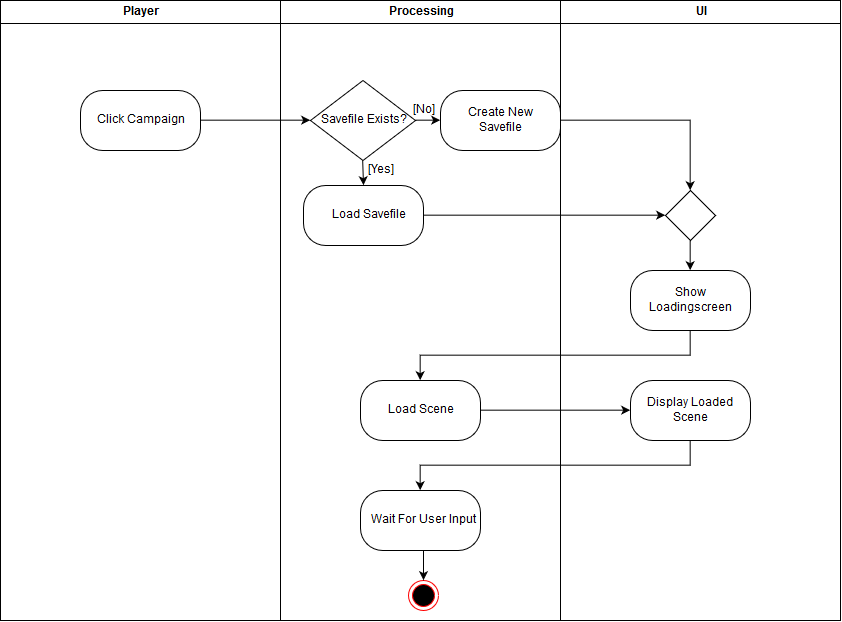 Player
Processing
UI
Click Campaign
Savefile Exists?
[No]
Create New
Savefile
[Yes]
Load Savefile
Show
Loadingscreen
Load Scene
Display Loaded
Scene
Wait For User Input